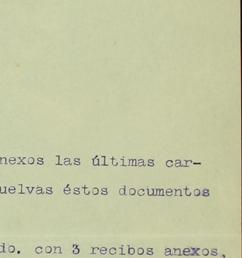 nexos las últimas car-
uelvas éstos documentos
do. con 3 recibos anexos,